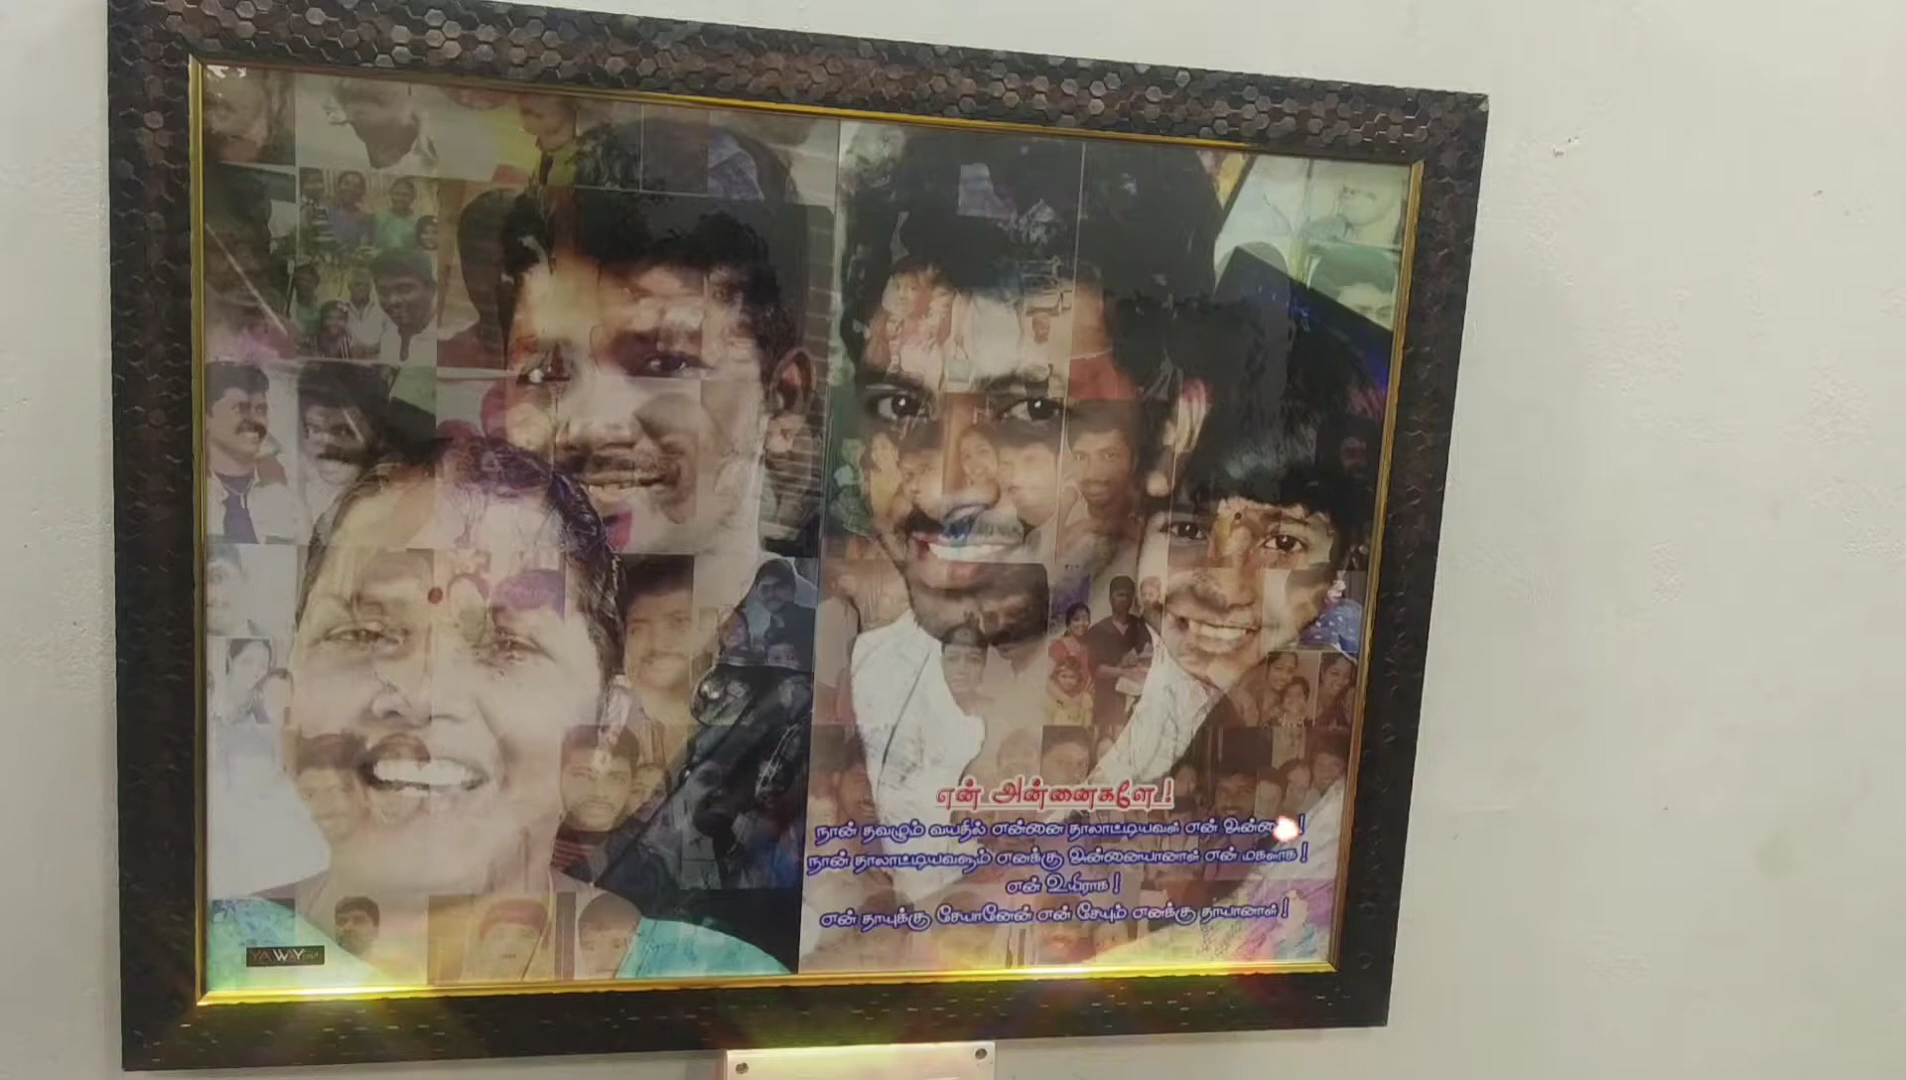 என் அன்னைகளே!
நான் தவழும் வயதில் என்னை தாலாட்டியவள் என் அன்னை!
நான் தாலாட்டியவளும் எனக்கு அன்னையானாள் என் மகளாக!
என் உயிராக!
என் தாயுக்கு சேயானேன் என் சேயும் எனக்கு தாயானாள்!